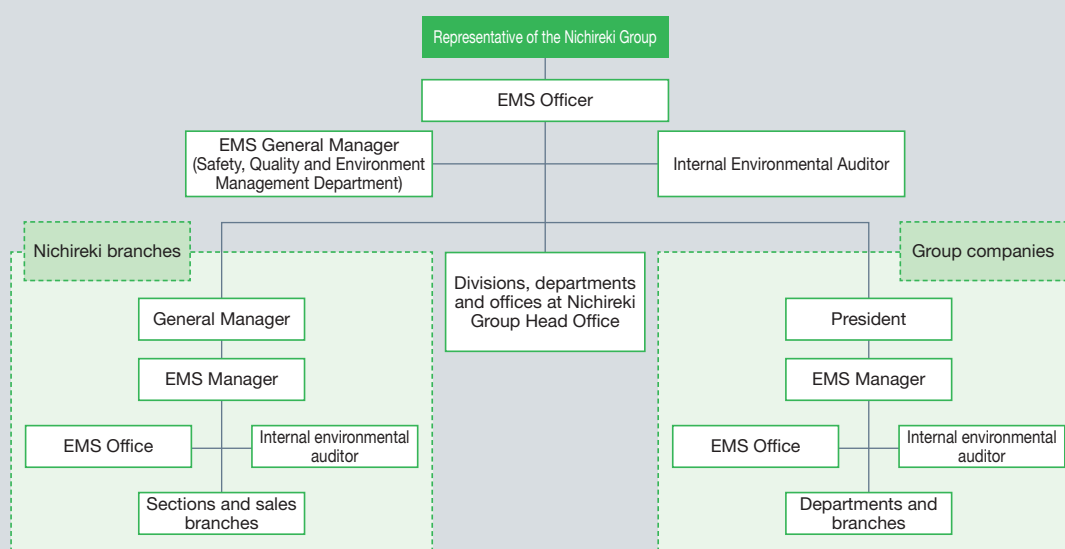 Representative of the Nichireki Group
EMS Officer
EMS General Manager
(Safety, Quality and Environment
Management Department)
Internal Environmental Auditor
Nichireki branches
General Manager
EMS Manager
EMS Office
Internal environmental
auditor
Sections and sales
branches
Divisions, departments
and offices at Nichireki
Group Head Office
Group companies
President
EMS Manager
EMS Office
Internal environmental
auditor
Departments and
branches